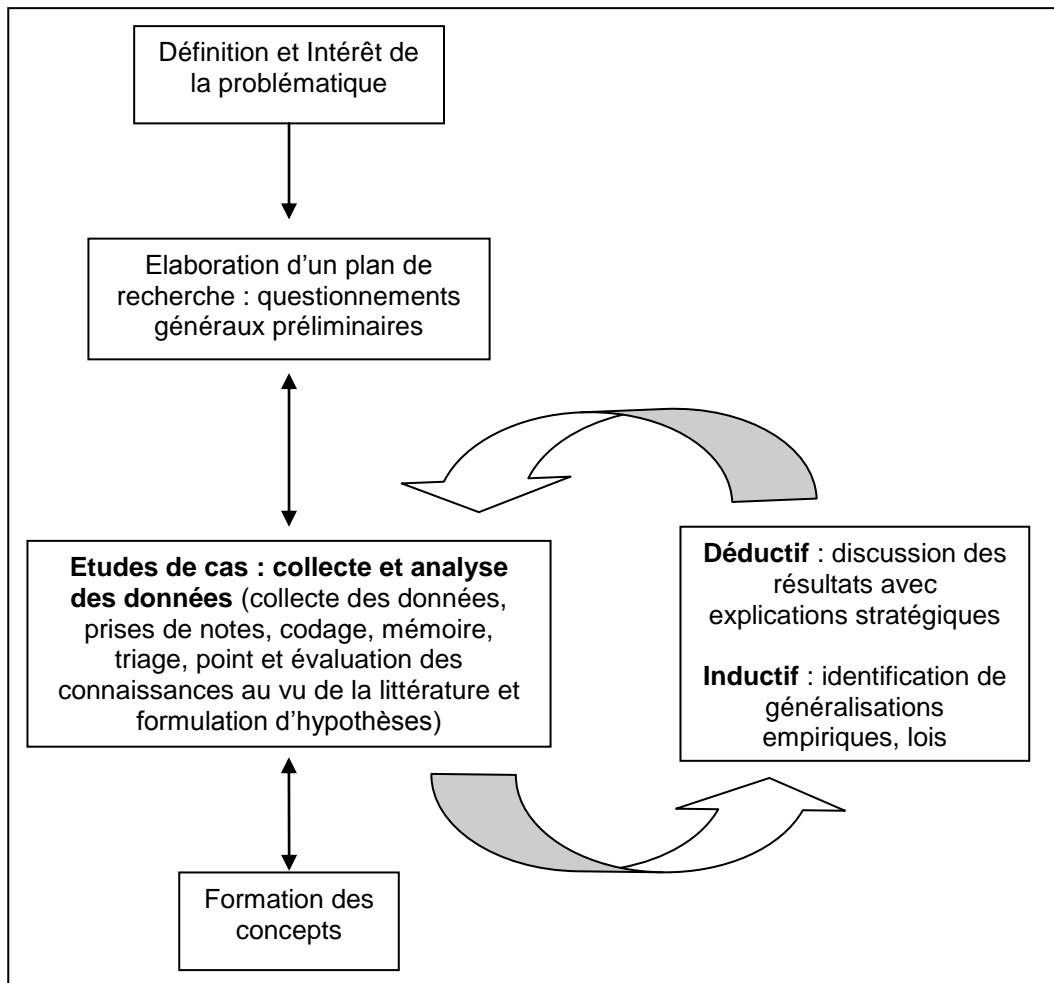 Définition et Intérêt de
la problématique
Elaboration d’un plan de
recherche : questionnements
généraux préliminaires
Etudes de cas : collecte et analyse
des données (collecte des données,
prises de notes, codage, mémoire,
triage, point et évaluation des
connaissances au vu de la littérature et
formulation d’hypothèses)
Déductif : discussion des
résultats avec
explications stratégiques
Inductif : identification de
généralisations
empiriques, lois
Formation des
concepts